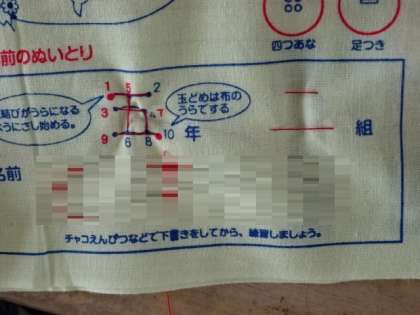 四つあな
足つき
前のぬいとり
1 5 2
3 4 7
9 6 8 10
結びがうらになる
ようにさし始める。
玉どめは布の
うらでする
年
組
名前
チャコえんぴつなどで下書きをしてから、練習しましょう。